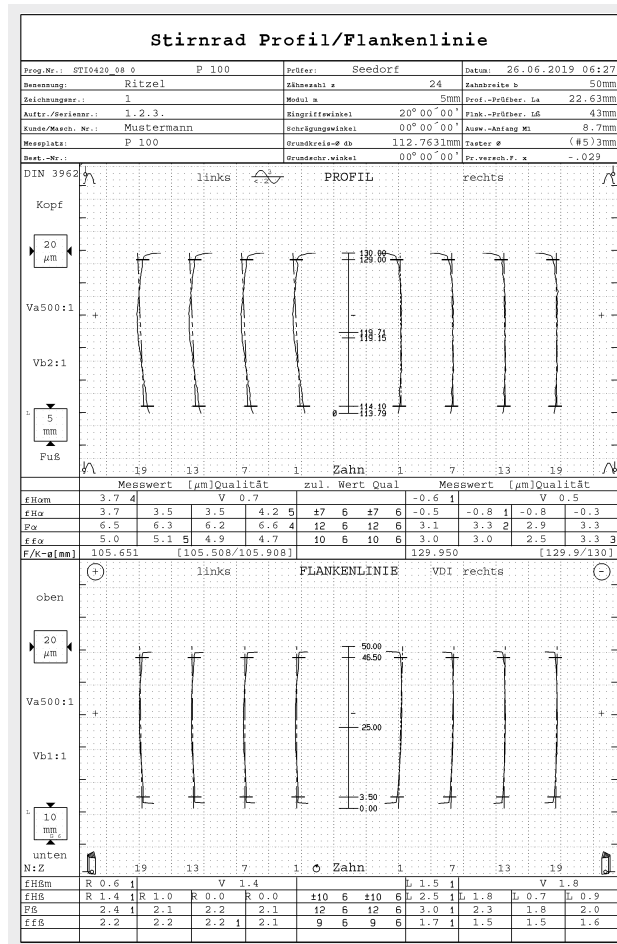 Stirnrad Profil/Flankenlinie
Prog.Nr.: STI0420_08 0 P 100 Prüfer: Seedorf Datum: 26.06.2019 06:27
Benennung: Ritzel Zähnezahl z 24 Zahnbreite b 50mm
Zeichnungsnr.: 1 Modul m 5mm Prof.-Prüfber. La 22.63mm
Auftr./Seriennr.: 1.2.3. Eingriffswinkel 20°00´00' Flnk.-Prüfber. Lß 43mm
Kunde/Masch. Nr.: Mustermann Schrägungswinkel 00°00´00' Ausw.-Anfang M1 8.7mm
Messplatz: P 100 Grundkreis-Ø db 112.7631mm Taster Ø (#5)3mm
Best.-Nr.: Grundschr.winkel 00°00´00' Pr.versch.F. x -.029
DIN 3962 links <.2 PROFIL rechts
Kopf
20
µm
130.00
129.00
Va500:1
119.71
119.15
Vb2:1
L
5
mm
114.10
Ø 113.79
Fuß
19 13 7 1 Zahn 1 7 13 19
Messwert [µm]Qualität zul. Wert Qual Messwert [µm]Qualität
fHαm 3.7 4 V 0.7 -0.6 1 V 0.5
fHα 3.7 3.5 3.5 4.2 5 ±7 6 ±7 6 -0.5 -0.8 1 -0.8 -0.3
Fα 6.5 6.3 6.2 6.6 4 12 6 12 6 3.1 3.3 2 2.9 3.3
ffα 5.0 5.1 5 4.9 4.7 10 6 10 6 3.0 3.0 2.5 3.3 3
F/K-ø[mm] 105.651 [105.508/105.908] 129.950 [129.9/130]
+ links FLANKENLINIE VDI rechts -
oben
20
µm
50.00
46.50
Va500:1
25.00
Vb1:1
L
10
mm
3.50
0.00
unten
N:Z 19 13 7 1 Zahn 1 7 13 19
fHßm R 0.6 1 V 1.4 L 1.5 1 V 1.8
fHß R 1.4 1 R 1.0 R 0.0 R 0.0 ±10 6 ±10 6 L 2.5 1 L 1.8 L 0.7 L 0.9
Fß 2.4 1 2.1 2.2 2.1 12 6 12 6 3.0 1 2.3 1.8 2.0
ffß 2.2 2.2 2.2 1 2.1 9 6 9 6 1.7 1 1.5 1.5 1.6